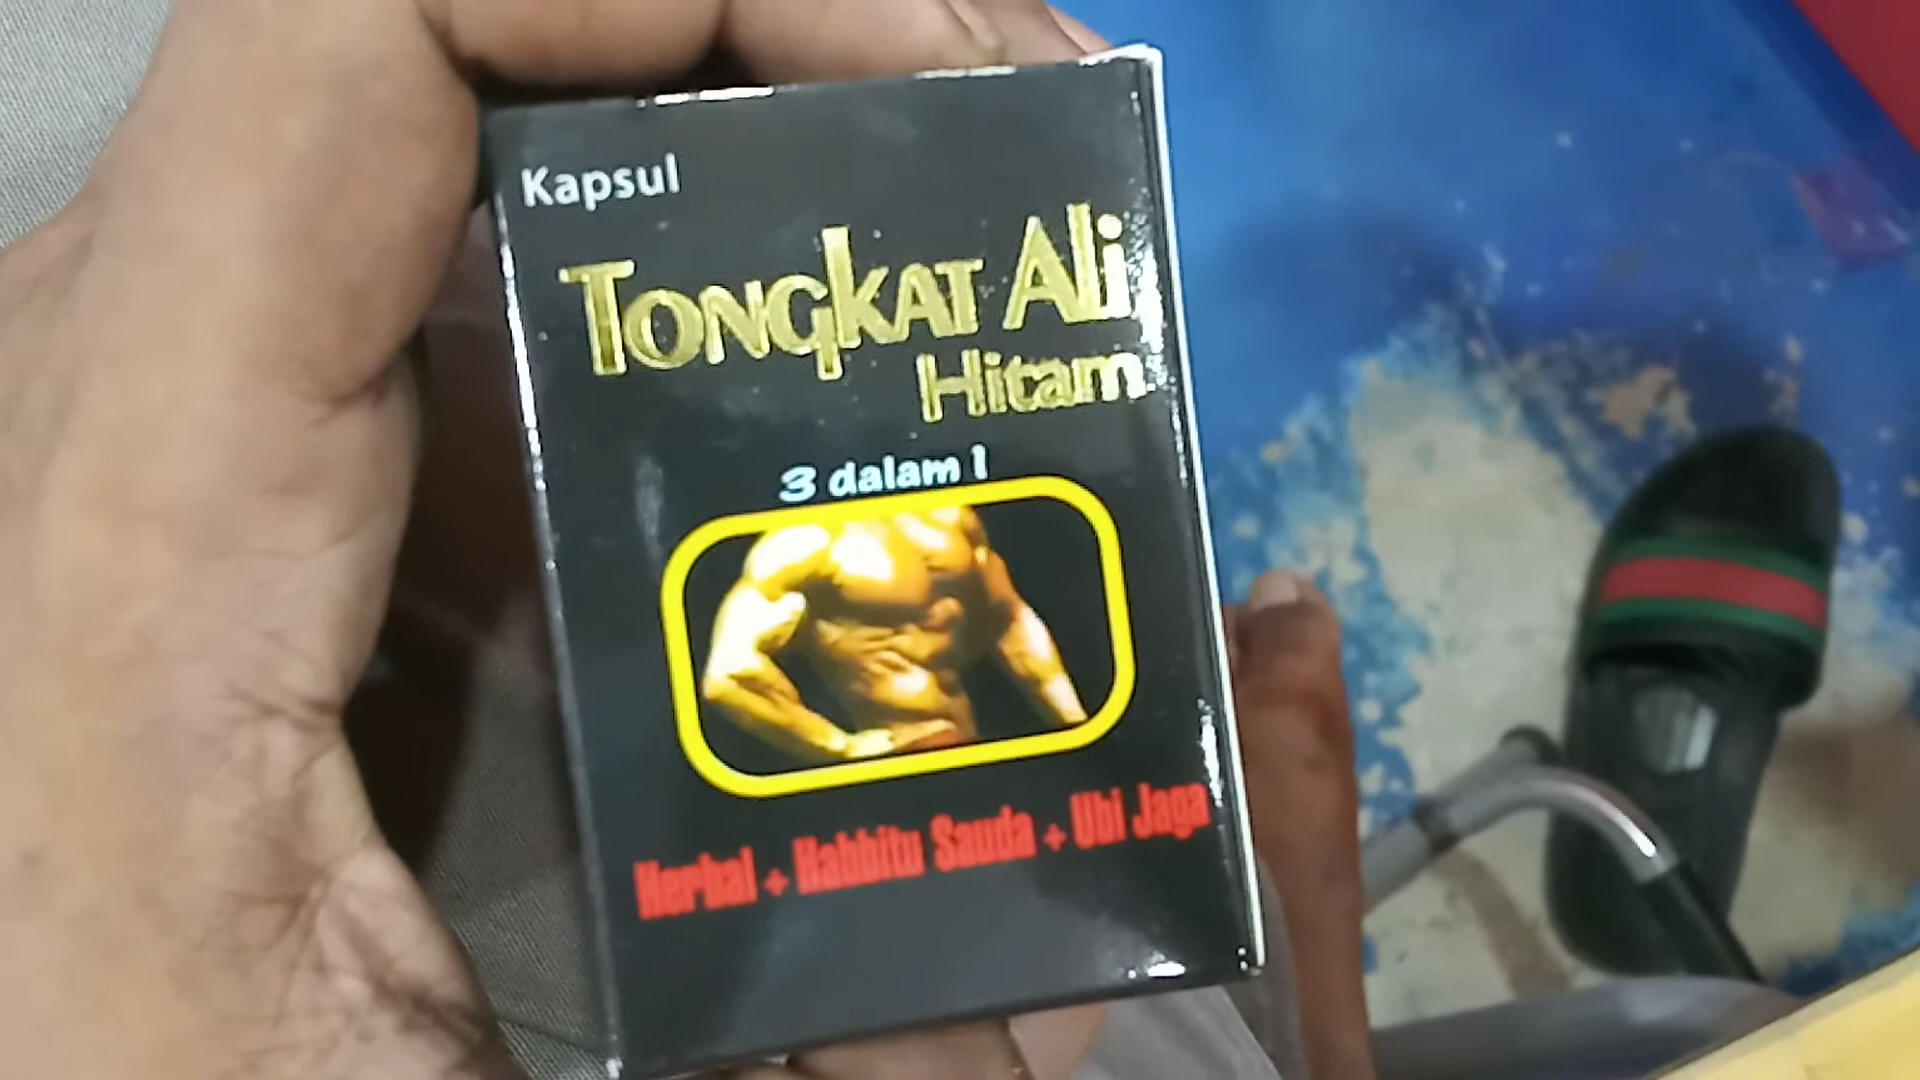 Kapsul
TONGKAT Ali
Hitam
3 dalam 1
Herbal + Habbitu Sauda + Ubi Jaga